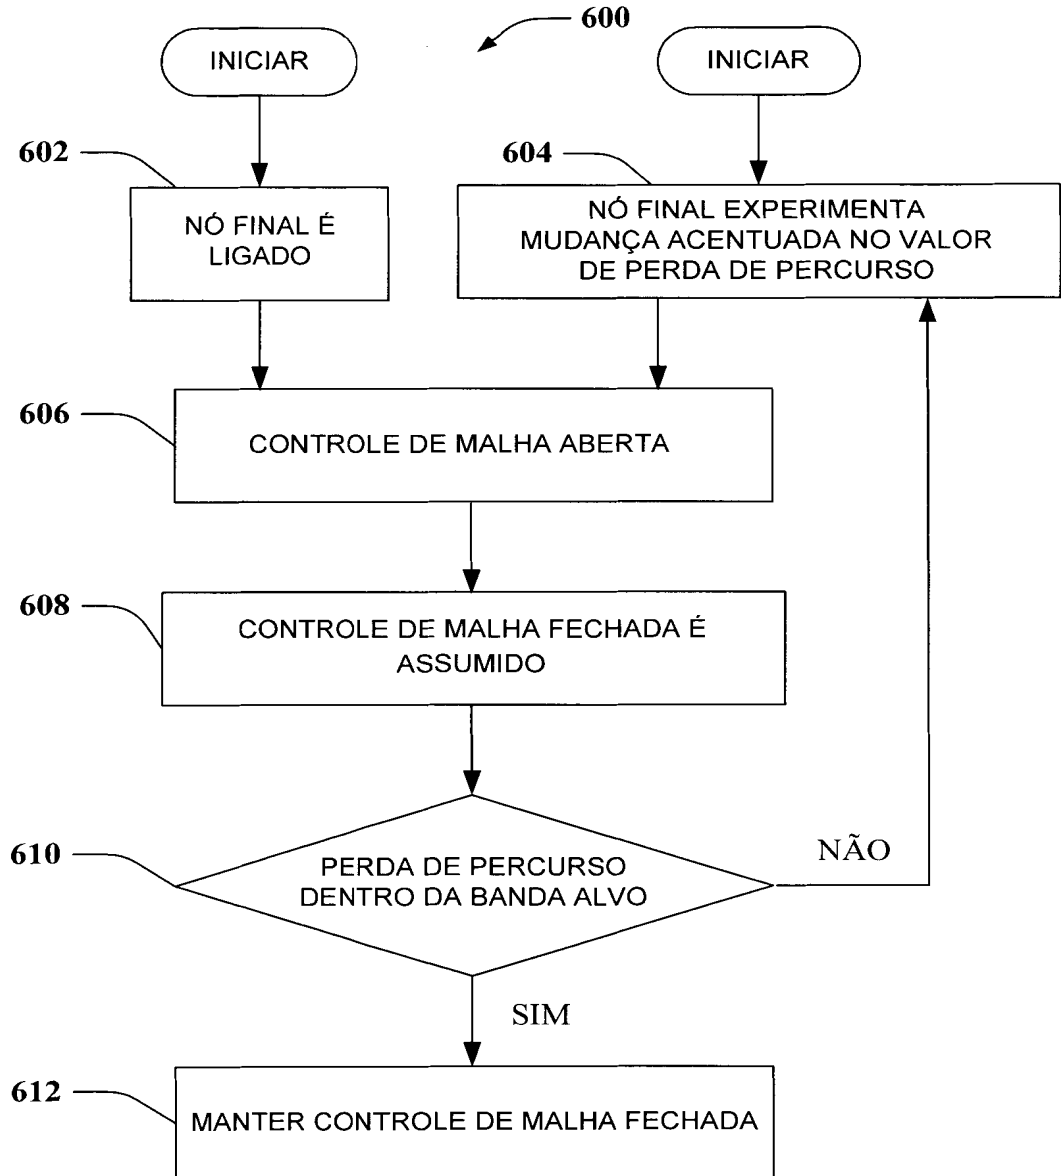 600
INICIAR
INICIAR
602
604
NÓ FINAL É
LIGADO
NÓ FINAL EXPERIMENTA
MUDANÇA ACENTUADA NO VALOR
DE PERDA DE PERCURSO
606
CONTROLE DE MALHA ABERTA
608
CONTROLE DE MALHA FECHADA É
ASSUMIDO
610
PERDA DE PERCURSO
DENTRO DA BANDA ALVO
NÃO
SIM
612
MANTER CONTROLE DE MALHA FECHADA